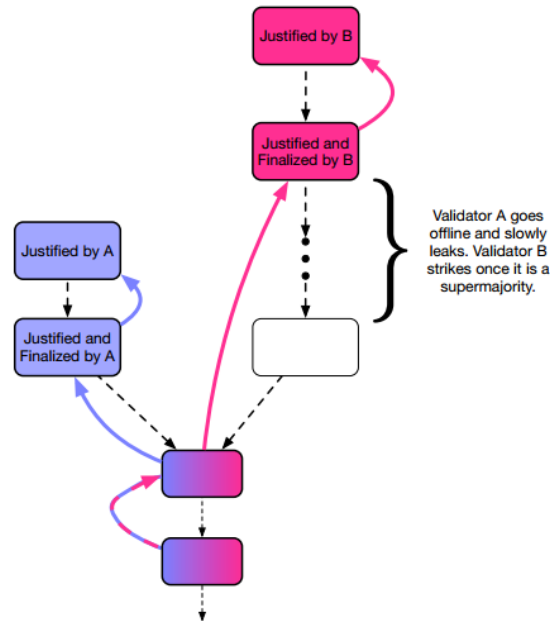 Justified by B
Justified and
Finalized by B
Validator A goes
offline and slowly
leaks. Validator B
strikes once it is a
supermajority.
Justified by A
Justified and
Finalized by A